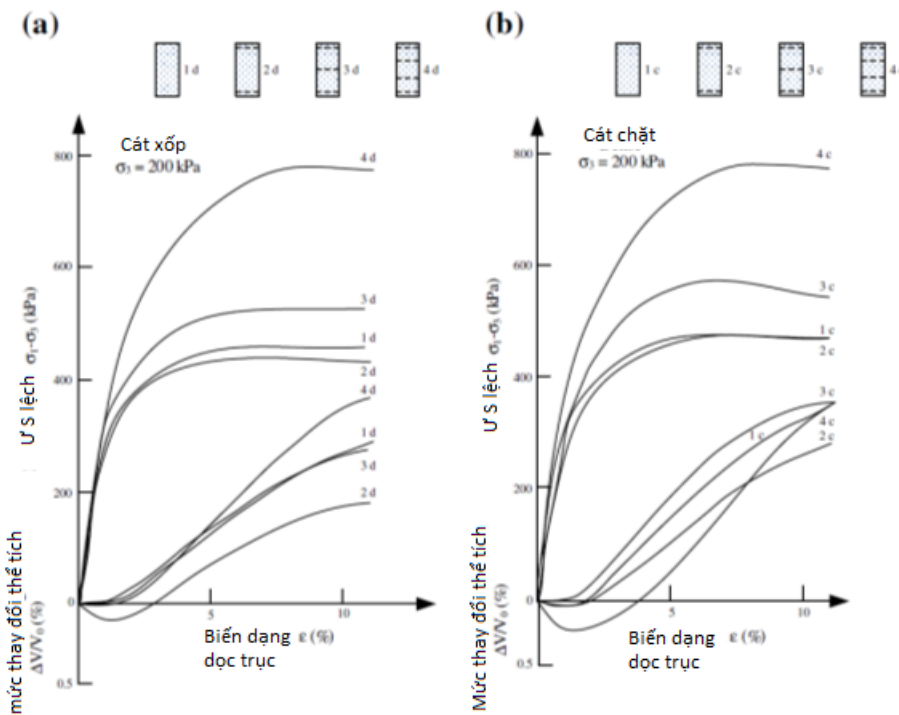 (a)
1 d
2 d
3 d
4 d
Cát xốp
σ₃ = 200 kPa
800
600
400
200
0
0.5
5
10
Ư S lệch σ₁-σ₃ (kPa)
mức thay đổi thể tích
ΔV/V₀ (%)
4 d
3 d
1 d
2 d
4 d
1 d
3 d
2 d
Biến dạng ε (%)
dọc trục
(b)
1 c
2 c
3 c
4
Cát chặt
σ₃ = 200 kPa
800
600
400
200
0
0.5
5
10
Ư S lệch σ₁-σ₃ (kPa)
Mức thay đổi thể tích
ΔV/V₀ (%)
4 c
3 c
1 c
2 c
3 c
4 c
1 c
2 c
Biến dạng ε (%)
dọc trục